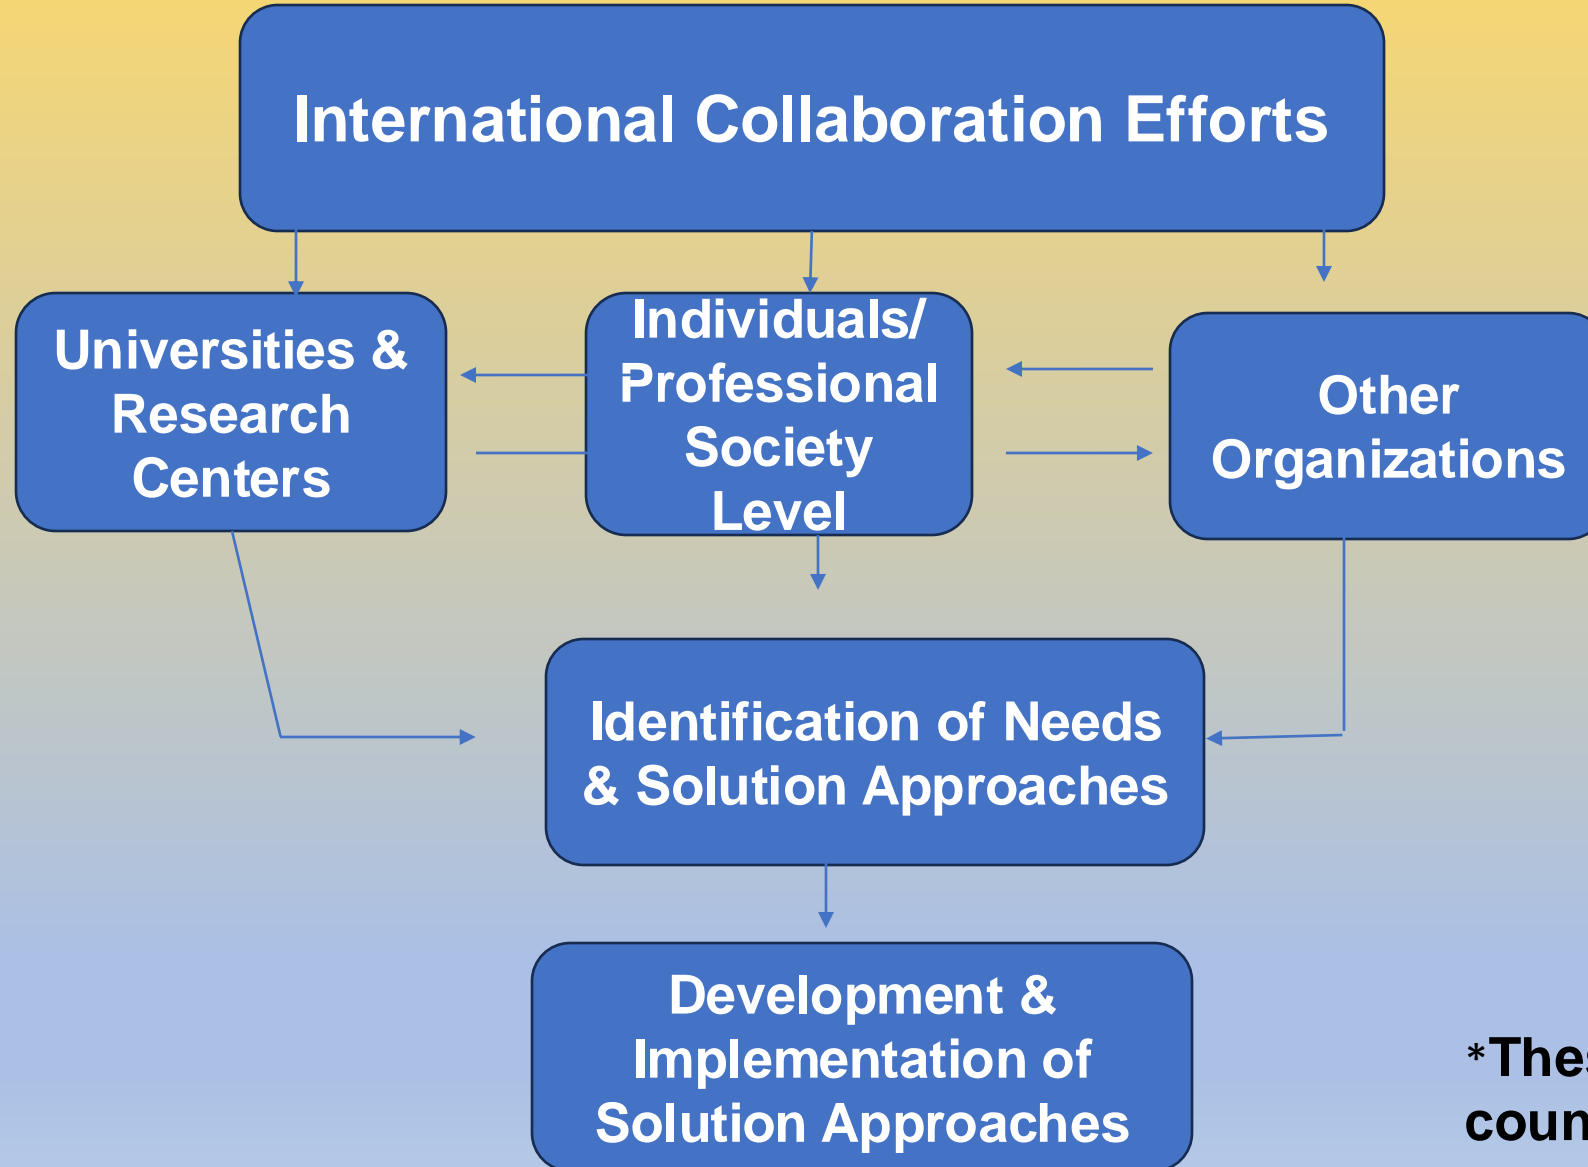 International Collaboration Efforts
Universities &
Research
Centers
Individuals/
Professional
Society
Level
Other
Organizations
Identification of Needs
& Solution Approaches
Development &
Implementation of
Solution Approaches
*